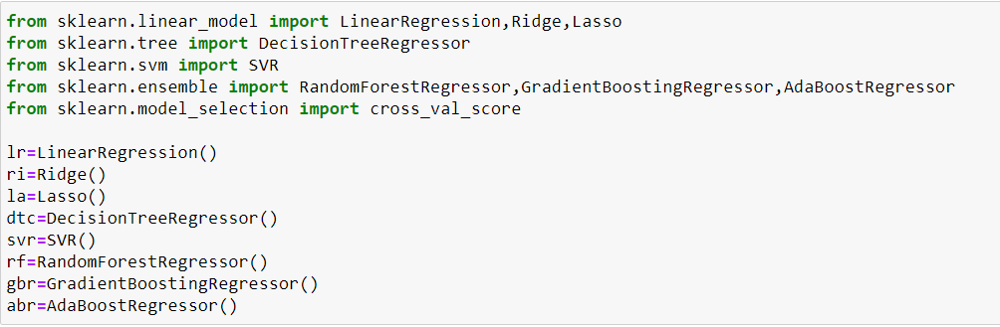 from sklearn.linear_model import LinearRegression,Ridge,Lasso
from sklearn.tree import DecisionTreeRegressor
from sklearn.svm import SVR
from sklearn.ensemble import RandomForestRegressor,GradientBoostingRegressor,AdaBoostRegressor
from sklearn.model_selection import cross_val_score

lr=LinearRegression()
ri=Ridge()
la=Lasso()
dtc=DecisionTreeRegressor()
svr=SVR()
rf=RandomForestRegressor()
gbr=GradientBoostingRegressor()
abr=AdaBoostRegressor()